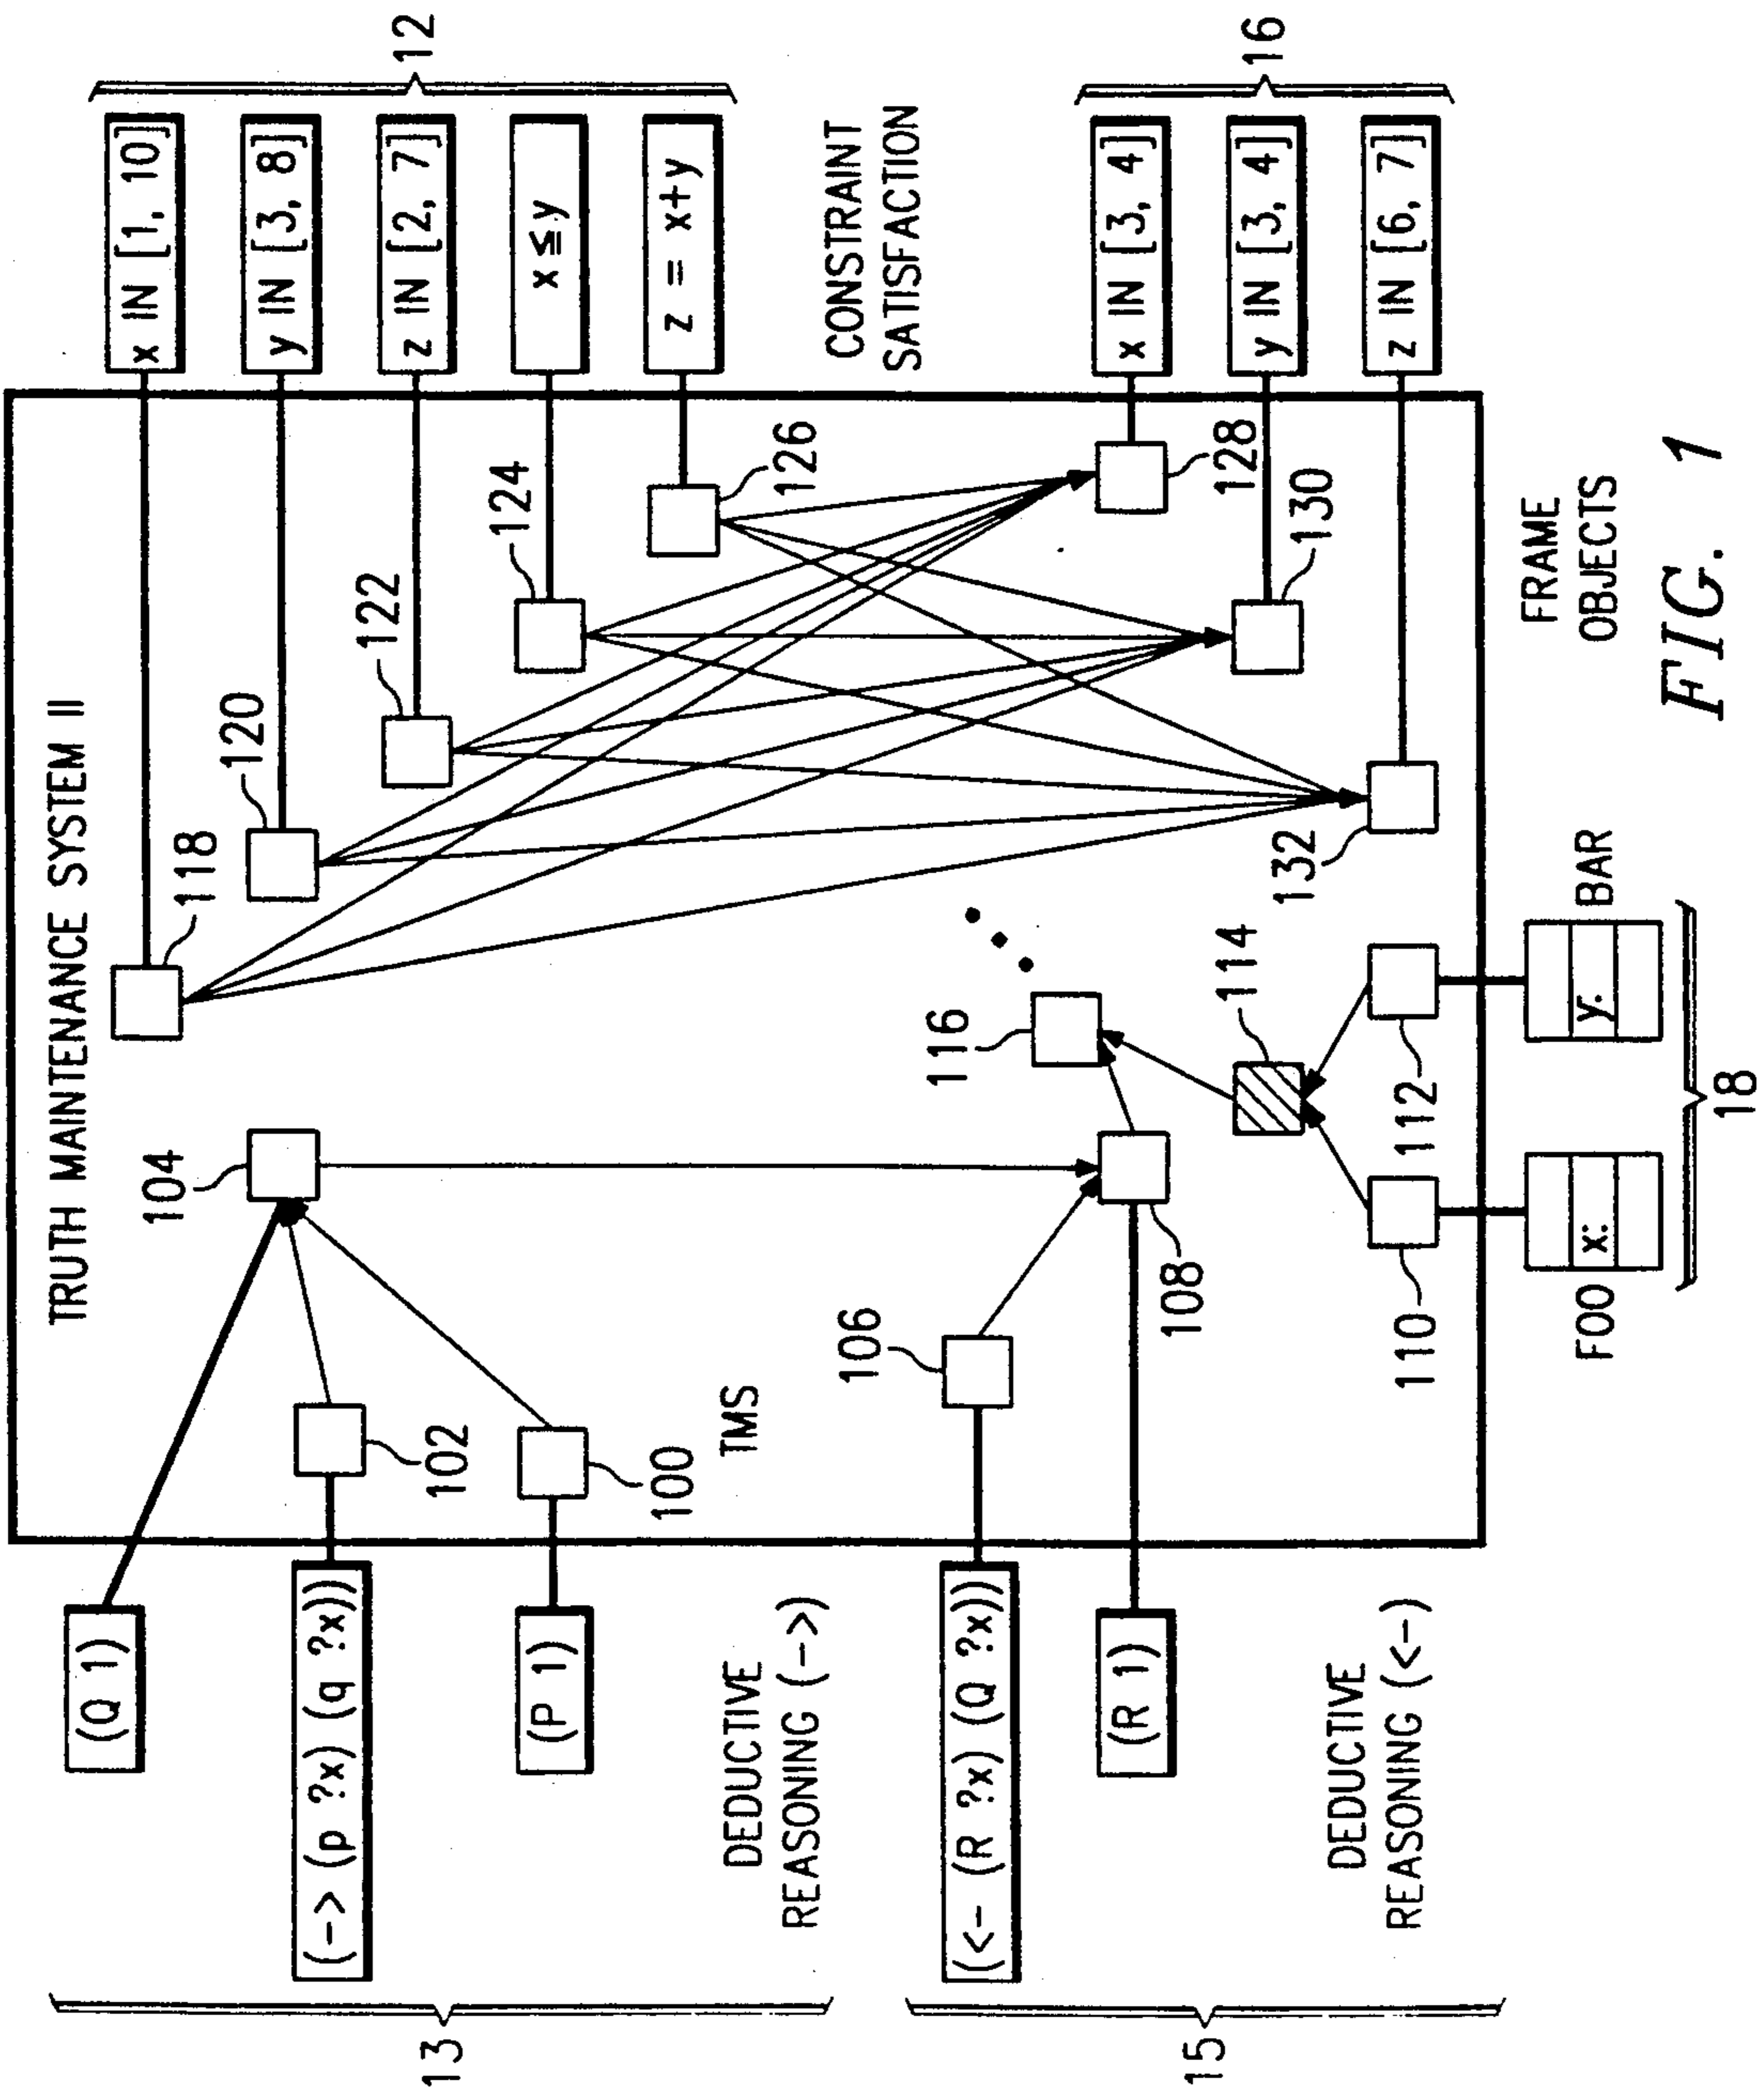 TRUTH MAINTENANCE SYSTEM II
(Q 1)
(-> (p ?x) (q ?x))
(P 1)
DEDUCTIVE
REASONING (->)
13
(<- (R ?x) (Q ?x))
(R 1)
DEDUCTIVE
REASONING (<-)
15
104
102
100
TMS
106
108
116
114
110
112
118
120
122
124
126
128
130
132
x IN [1, 10]
y IN [3, 8]
z IN [2, 7]
x ≦ y
z = x+y
12
CONSTRAINT
SATISFACTION
x IN [3, 4]
y IN [3, 4]
z IN [6, 7]
16
FOO
x:
y:
BAR
18
FRAME
OBJECTS
FIG. 1